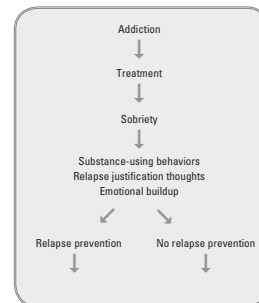 Addiction
Treatment
Sobriety
Substance-using behaviors
Relapse justification thoughts
Emotional buildup
Relapse prevention No relapse prevention